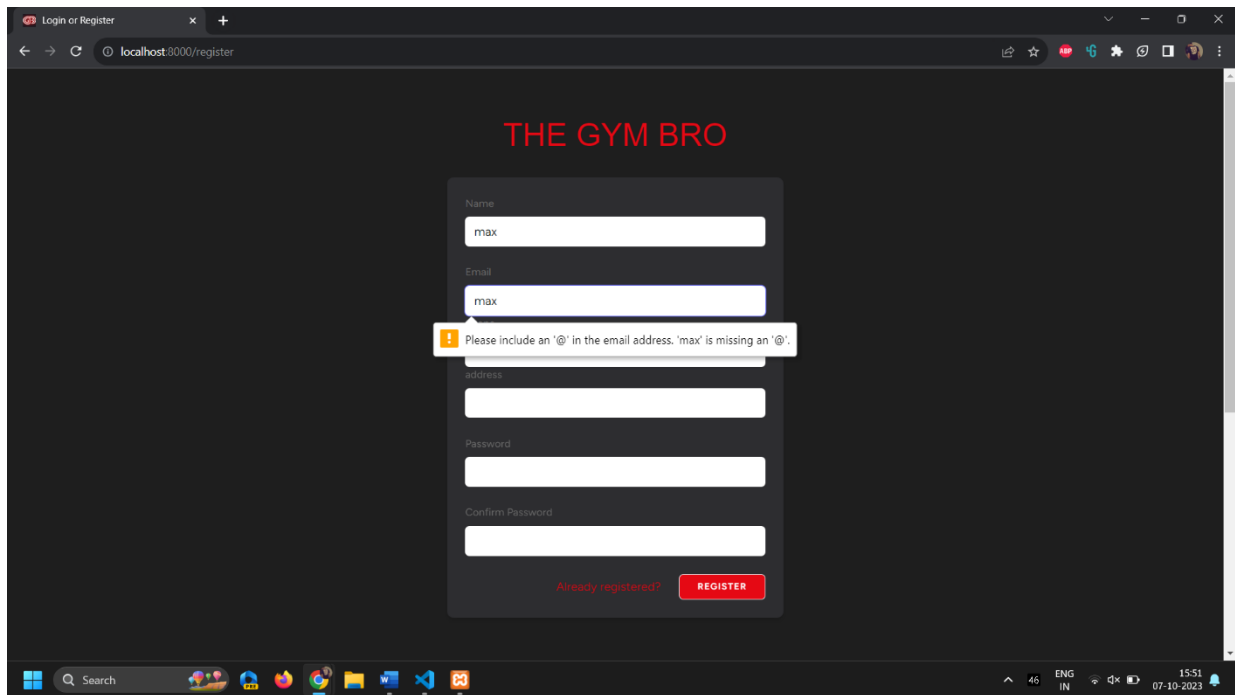 Login or Register
localhost:8000/register
ABP
THE GYM BRO
Name
max
Email
max
Please include an '@' in the email address. 'max' is missing an '@'.
address
Password
Confirm Password
Already registered?
REGISTER
Search
PRE
46
ENG
IN
15:51
07-10-2023